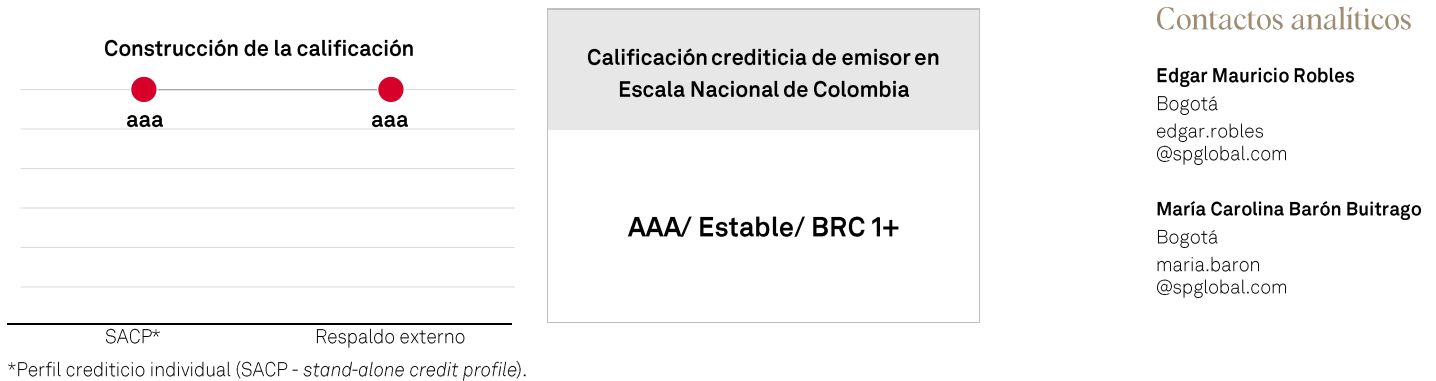 Construcción de la calificación
aaa
aaa
SACP*
Respaldo externo
*Perfil crediticio individual (SACP - stand-alone credit profile).
Calificación crediticia de emisor en
Escala Nacional de Colombia
AAA/ Estable/ BRC 1+
Contactos analíticos
Edgar Mauricio Robles
Bogotá
edgar.robles
@spglobal.com
María Carolina Barón Buitrago
Bogotá
maria.baron
@spglobal.com